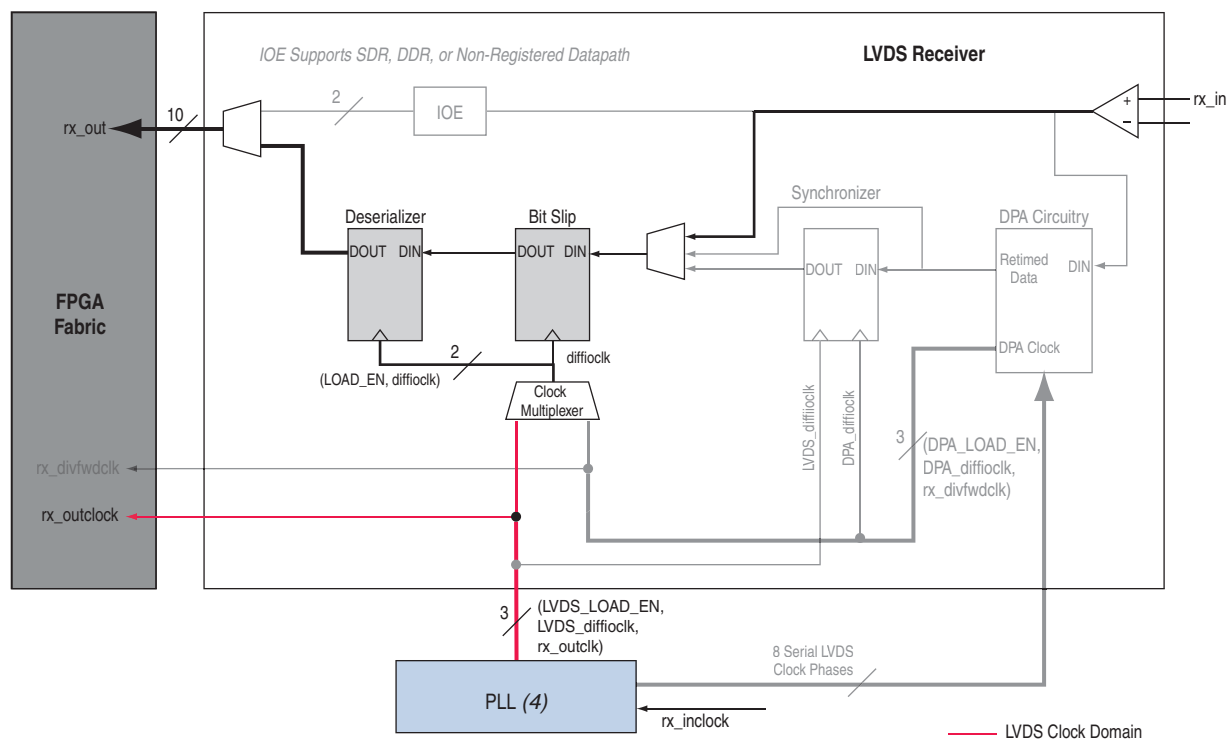 IOE Supports SDR, DDR, or Non-Registered Datapath
LVDS Receiver
2
IOE
+
–
rx_in
10
rx_out
Synchronizer
Deserializer
Bit Slip
DPA Circuitry
DOUT DIN
DOUT DIN
DOUT DIN
Retimed
Data
DIN
FPGA
Fabric
2
diffioclk
DPA Clock
(LOAD_EN, diffioclk)
Clock
Multiplexer
LVDS_diffiioclk
DPA_diffioclk
3
(DPA_LOAD_EN,
DPA_diffioclk,
rx_divfwdclk)
rx_divfwdclk
rx_outclock
3
(LVDS_LOAD_EN,
LVDS_diffioclk,
rx_outclk)
8 Serial LVDS
Clock Phases
PLL (4)
rx_inclock
LVDS Clock Domain